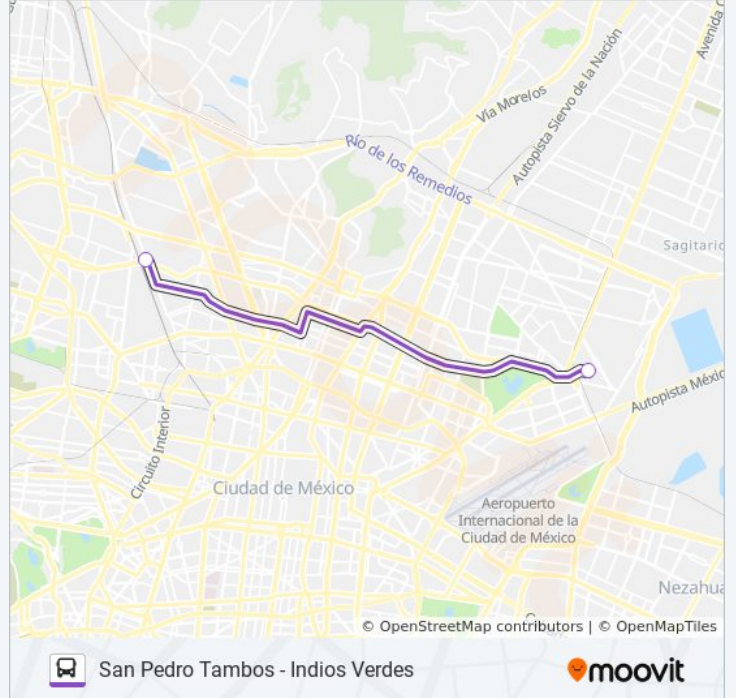 Avenida C
Autopista Siervo de la Nación
Vía Morelos
Río de los Remedios
Sagitario
Autopista Méxic
Circuito Interior
Ciudad de México
Aeropuerto
Internacional de la
Ciudad de México
Nezahua
© OpenStreetMap contributors | © OpenMapTiles
San Pedro Tambos - Indios Verdes
moovit